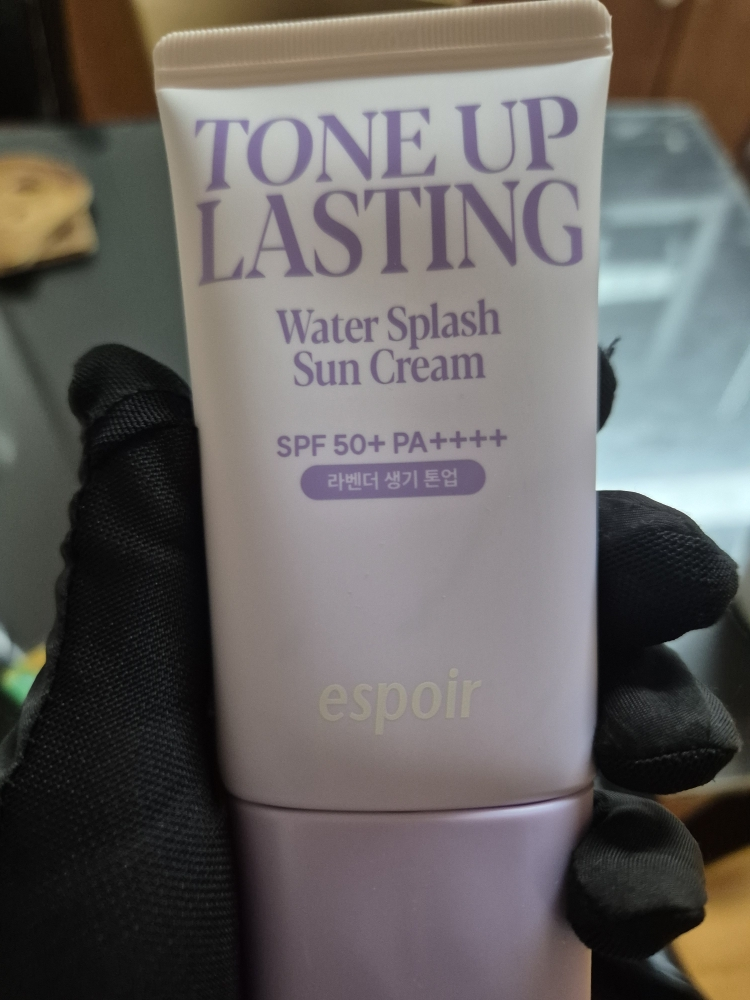 TONE UP
LASTING
Water Splash
Sun Cream
SPF 50+ PA++++
라벤더 생기 톤업
espoir